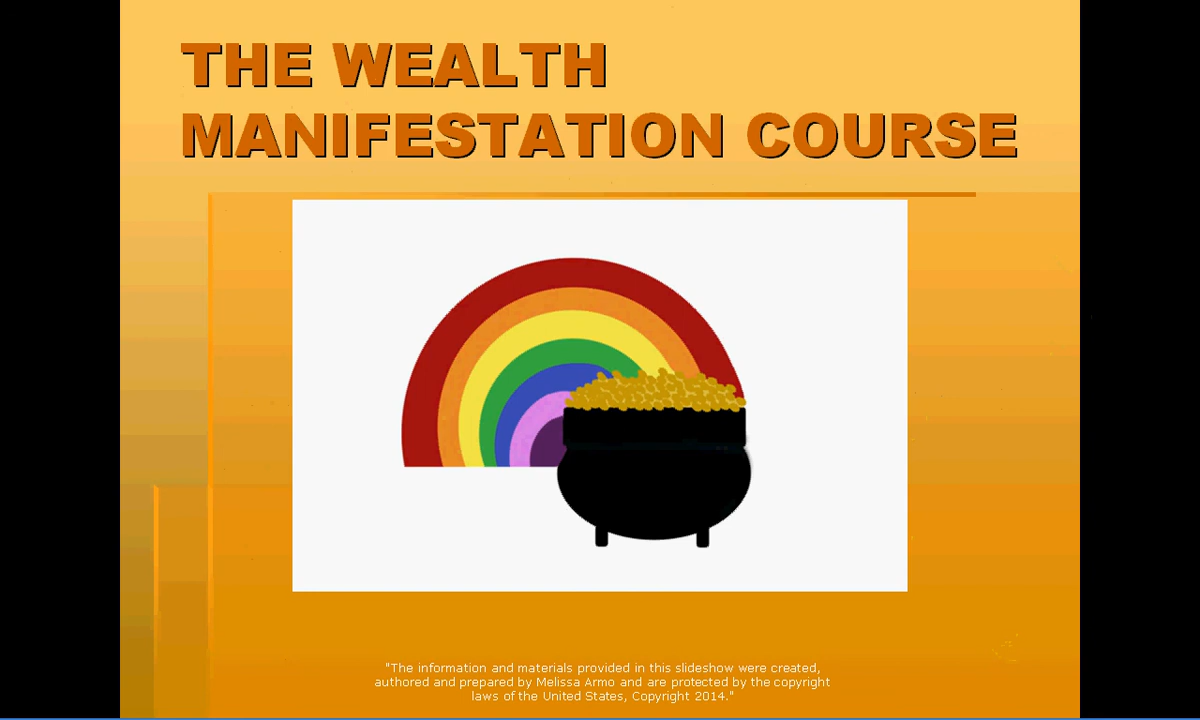 THE WEALTH
MANIFESTATION COURSE
"The information and materials provided in this slideshow were created,
authored and prepared by Melissa Armo and are protected by the copyright
laws of the United States, Copyright 2014."